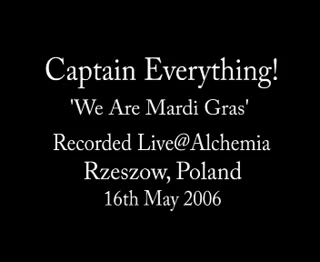 Captain Everything!
'We Are Mardi Gras'
Recorded Live@Alchemia
Rzeszow, Poland
16th May 2006